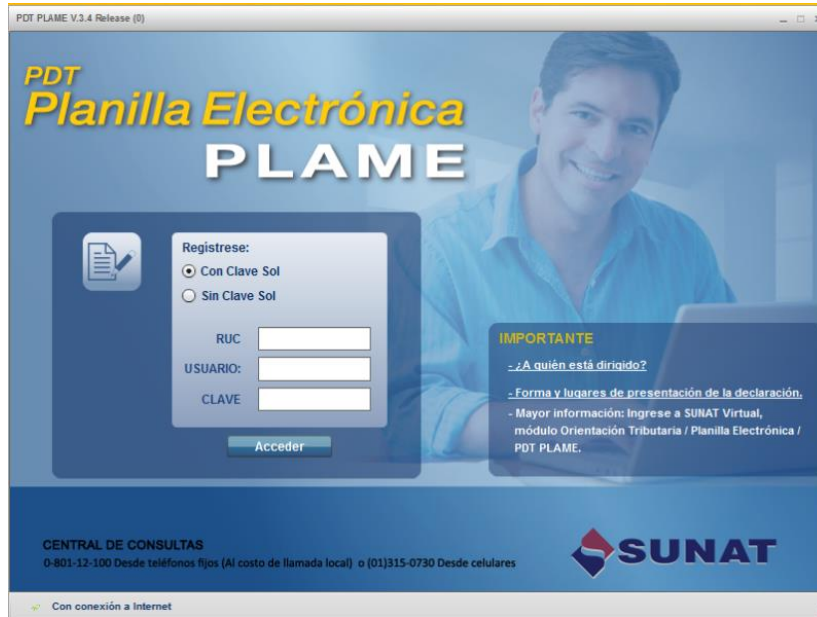 PDT PLAME V.3.4 Release (0)
PDT
Planilla Electrónica
PLAME
Registrese:
Con Clave Sol
Sin Clave Sol
RUC
USUARIO:
CLAVE
Acceder
IMPORTANTE
- ¿A quién está dirigido?
- Forma y lugares de presentación de la declaración.
- Mayor información: Ingrese a SUNAT Virtual,
módulo Orientación Tributaria / Planilla Electrónica /
PDT PLAME.
CENTRAL DE CONSULTAS
0-801-12-100 Desde teléfonos fijos (Al costo de llamada local) o (01)315-0730 Desde celulares
SUNAT
Con conexión a Internet